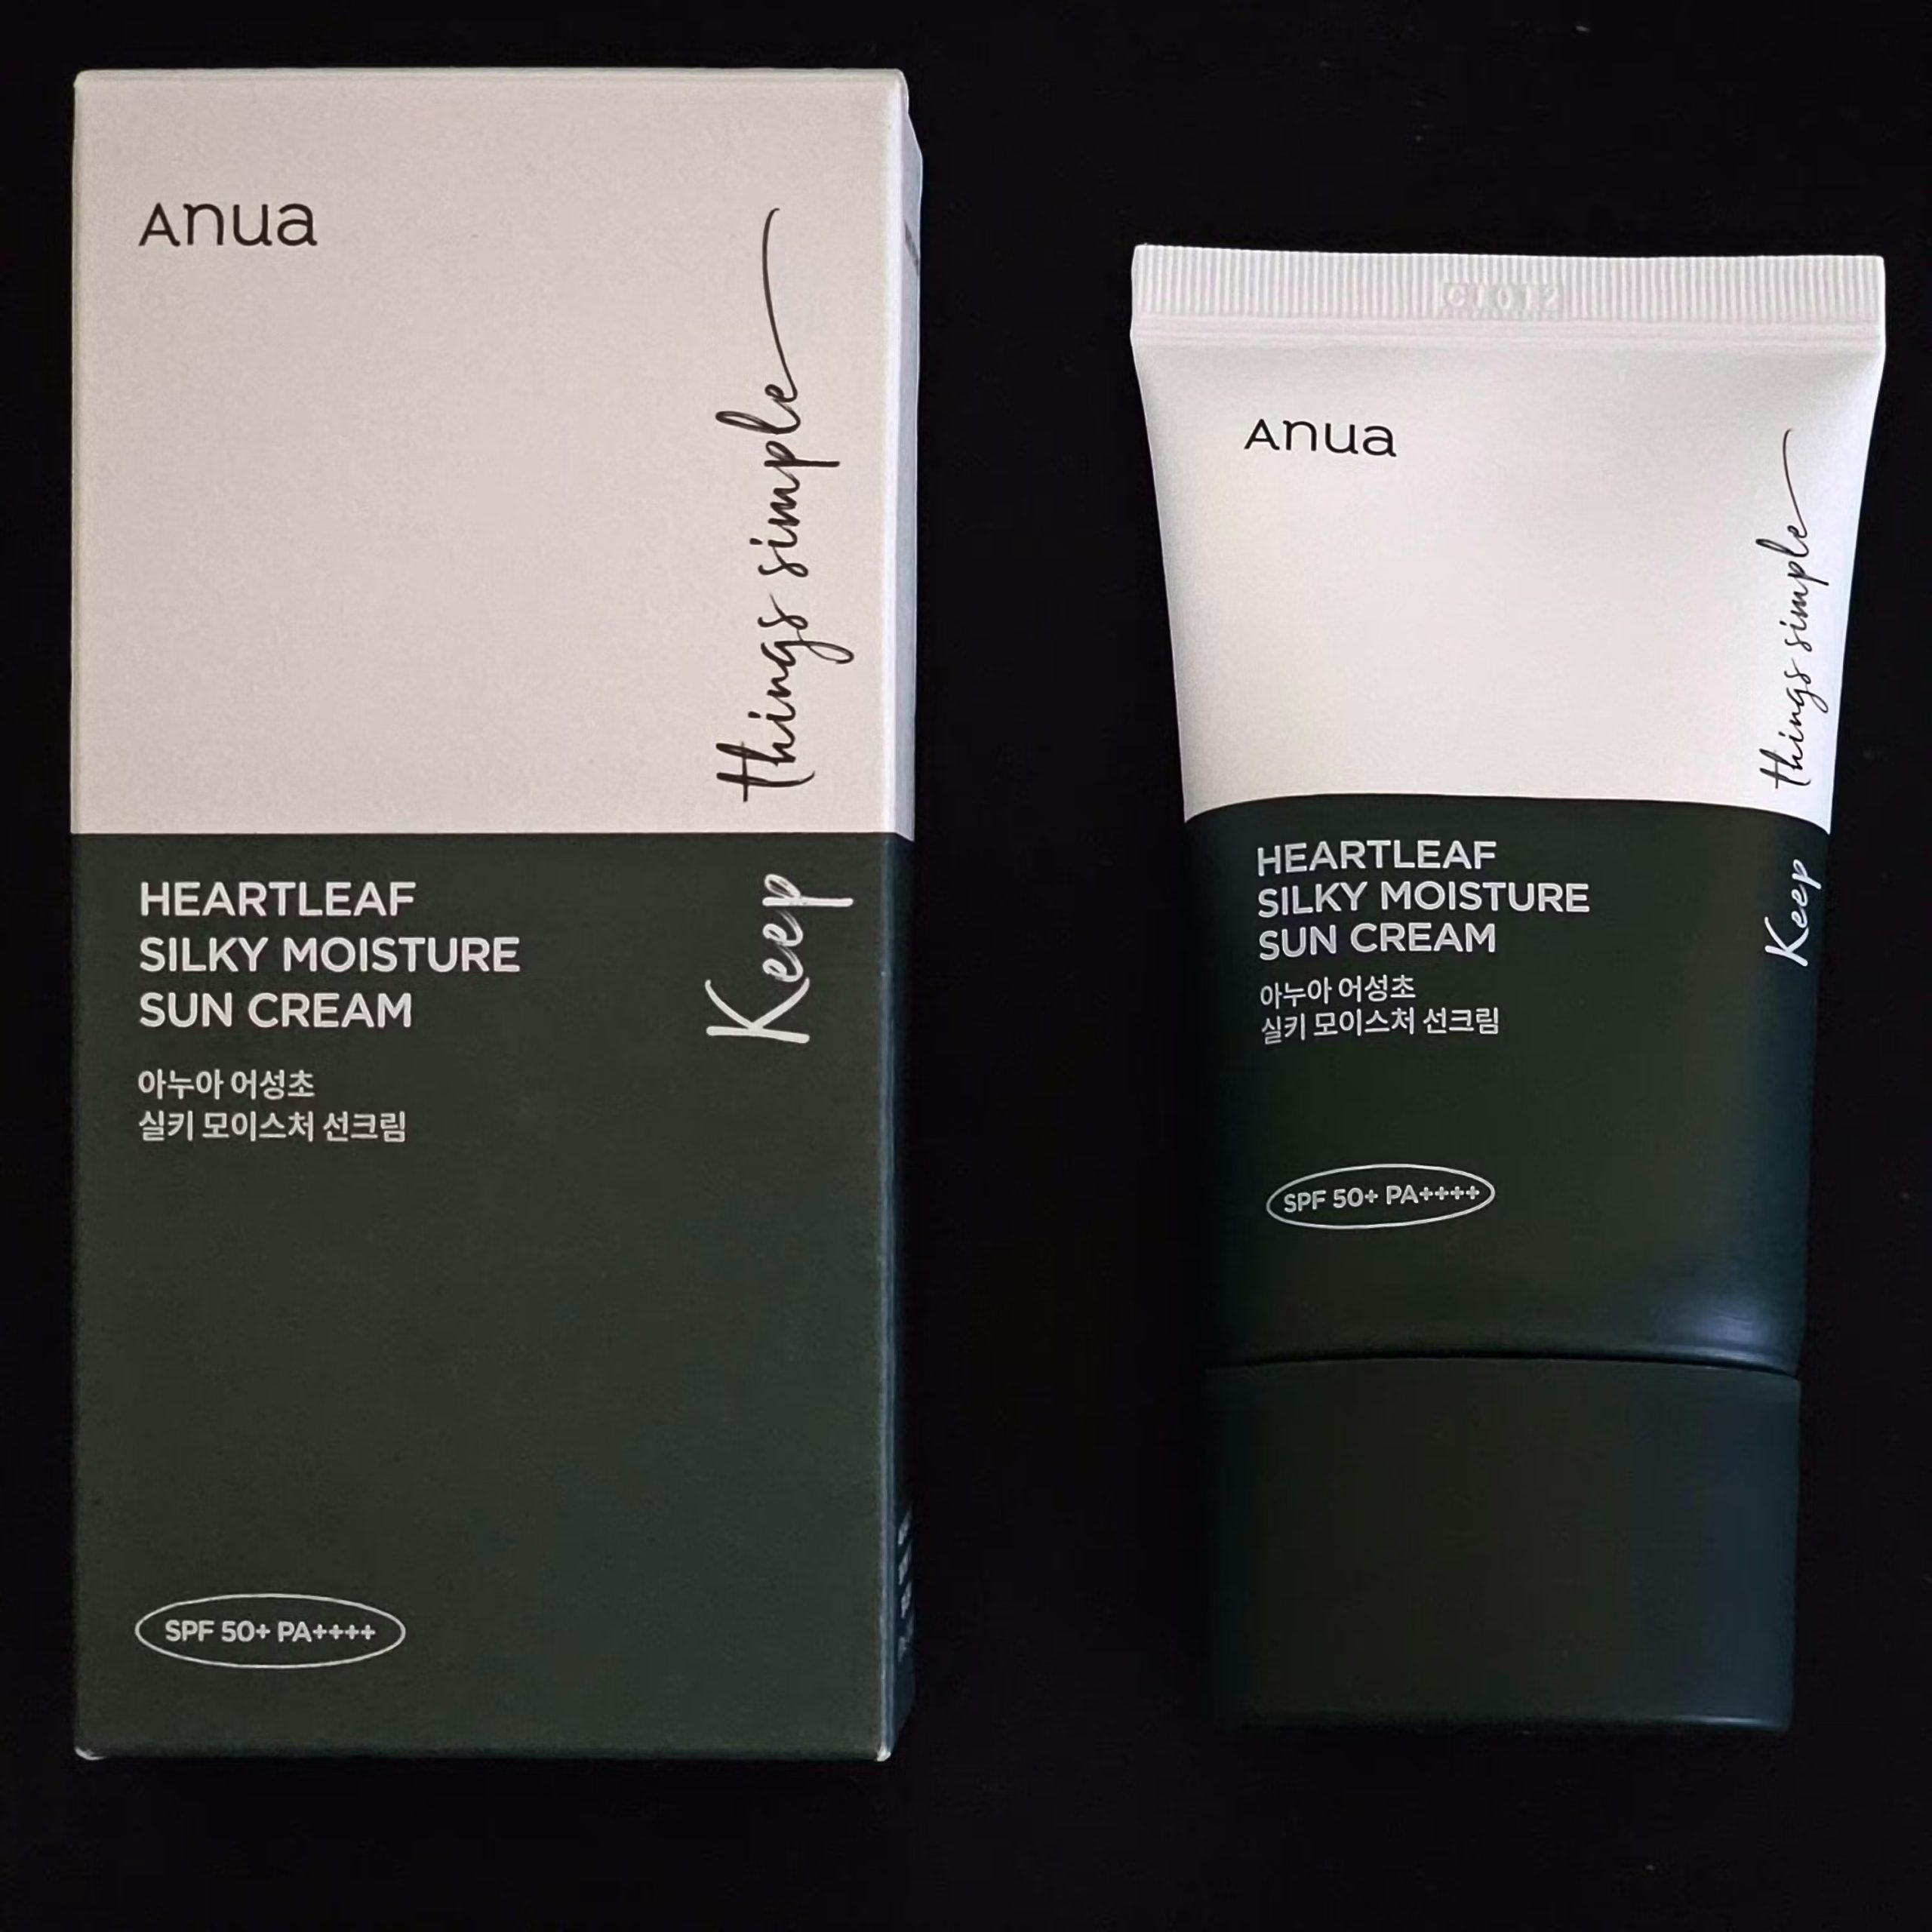 Anua
Keep things simple
HEARTLEAF
SILKY MOISTURE
SUN CREAM
아누아 어성초
실키 모이스처 선크림
SPF 50+ PA++++
Anua
Keep things simple
HEARTLEAF
SILKY MOISTURE
SUN CREAM
아누아 어성초
실키 모이스처 선크림
SPF 50+ PA++++